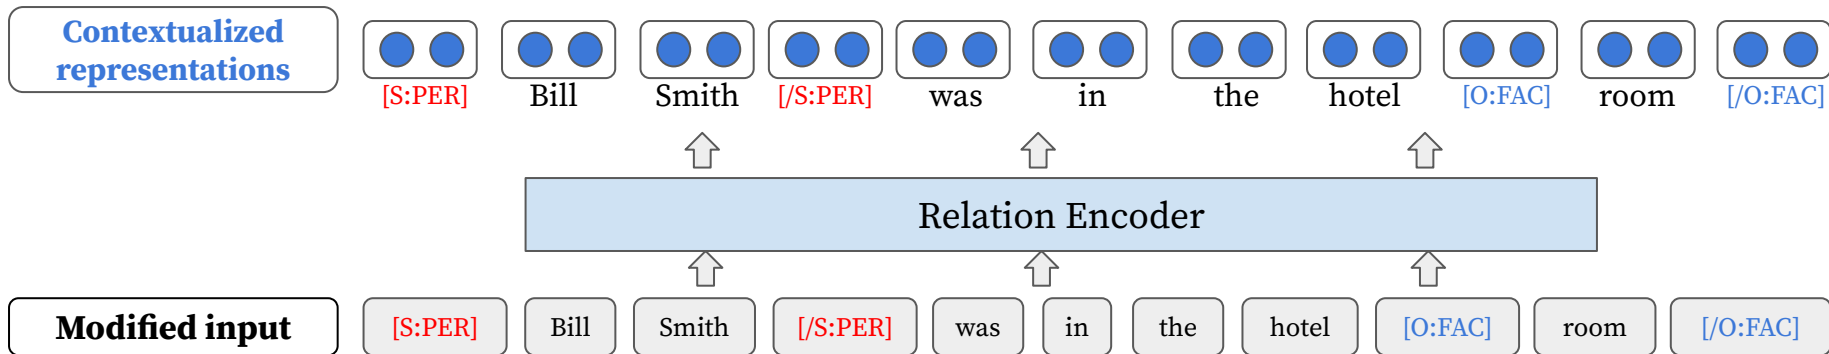 Contextualized
representations
[S:PER] Bill Smith [/S:PER] was in the hotel [O:FAC] room [/O:FAC]
Relation Encoder
Modified input [S:PER] Bill Smith [/S:PER] was in the hotel [O:FAC] room [/O:FAC]